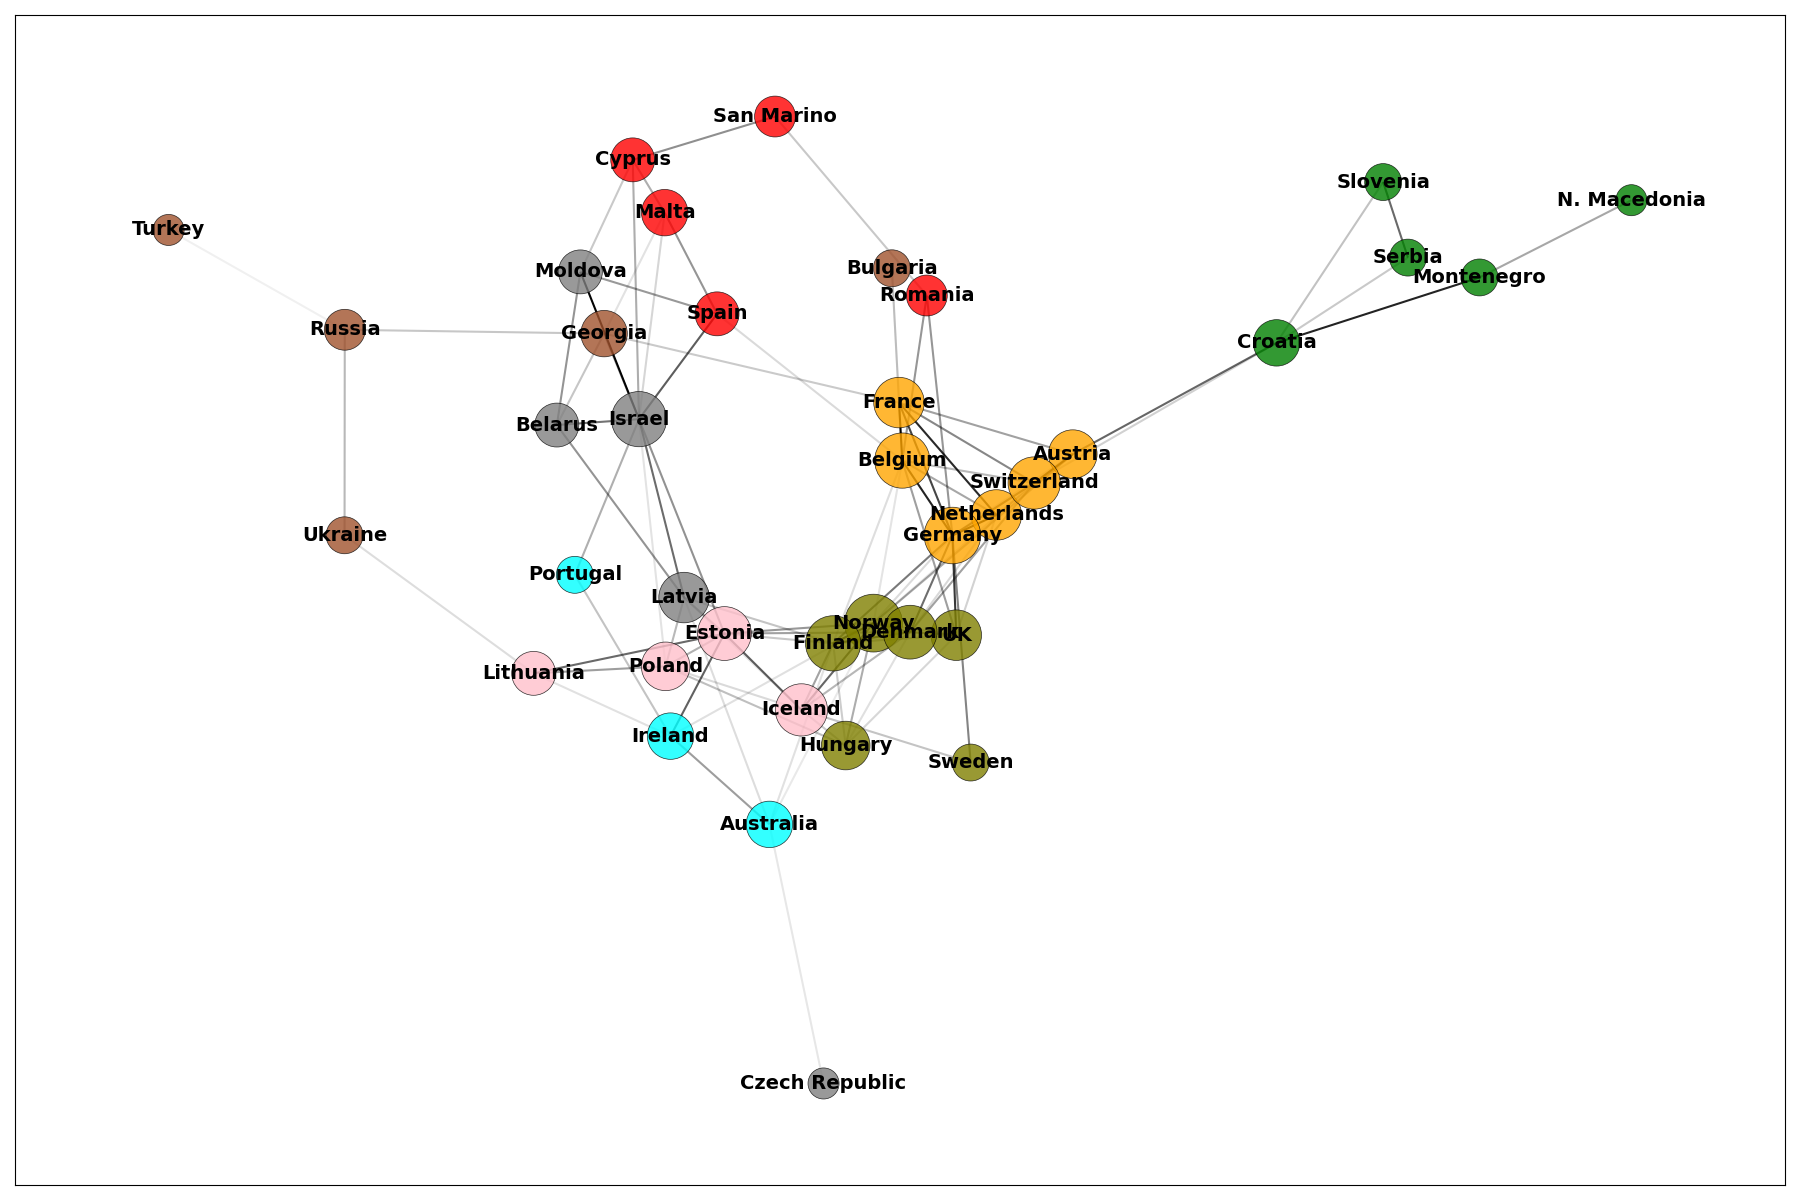 San Marino
Cyprus
Slovenia
N. Macedonia
Malta
Turkey
Serbia
Bulgaria
Moldova
Montenegro
Romania
Spain
Russia
Georgia
Croatia
France
Israel
Belarus
Austria
Belgium
Switzerland
Netherlands
Ukraine
Germany
Portugal
Latvia
Norway
Estonia
Denmark
UK
Finland
Poland
Lithuania
Iceland
Ireland
Hungary
Sweden
Australia
Czech Republic